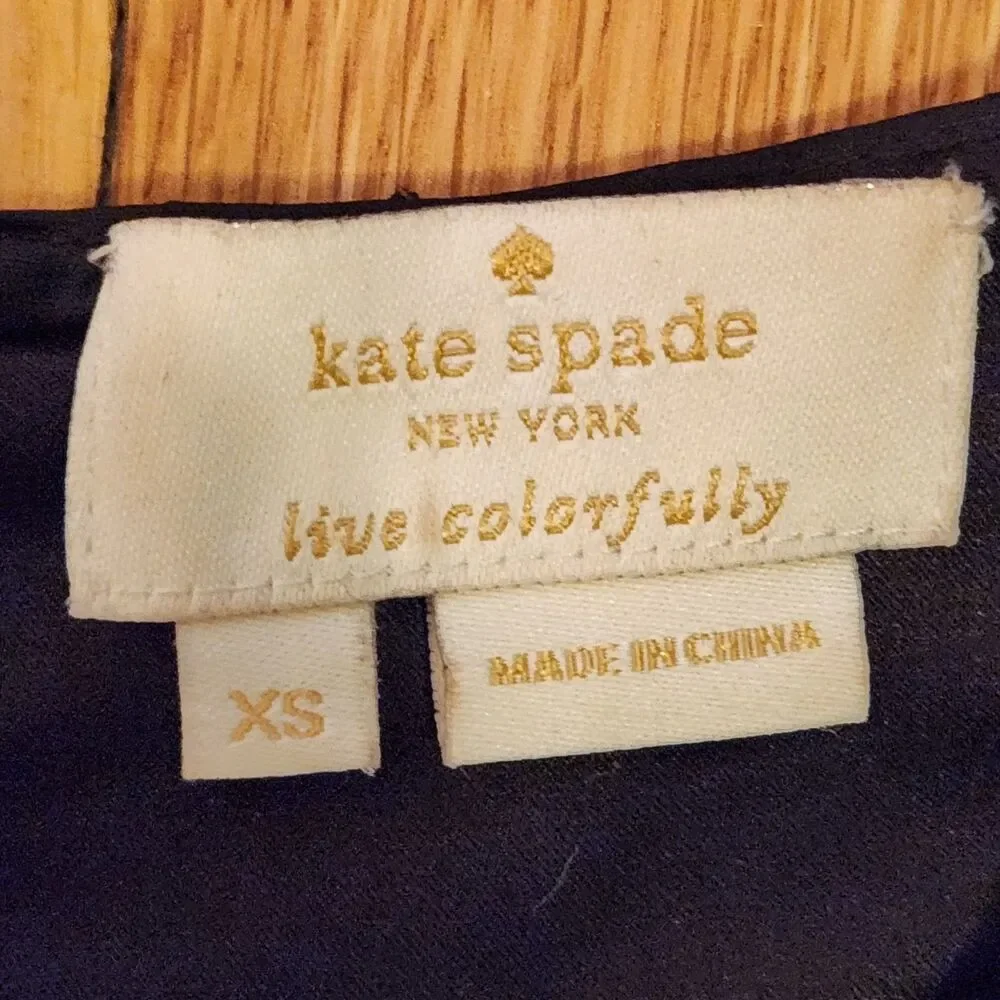 kate spade
NEW YORK
live colorfully
XS
MADE IN CHINA